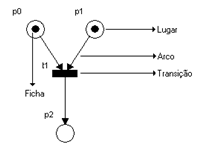 p0
p1
Lugar
Arco
t1
Transição
Ficha
p2